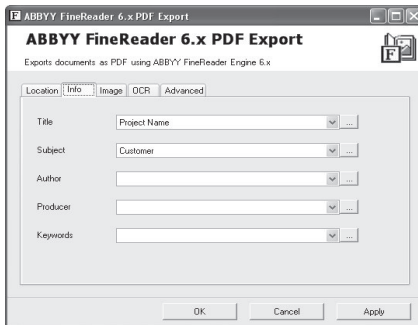 ABBYY FineReader 6.x PDF Export
ABBYY FineReader 6.x PDF Export
Exports documents as PDF using ABBYY FineReader Engine 6.x
Location Info Image OCR Advanced
Title Project Name ...
Subject Customer ...
Author ...
Producer ...
Keywords ...
OK Cancel Apply